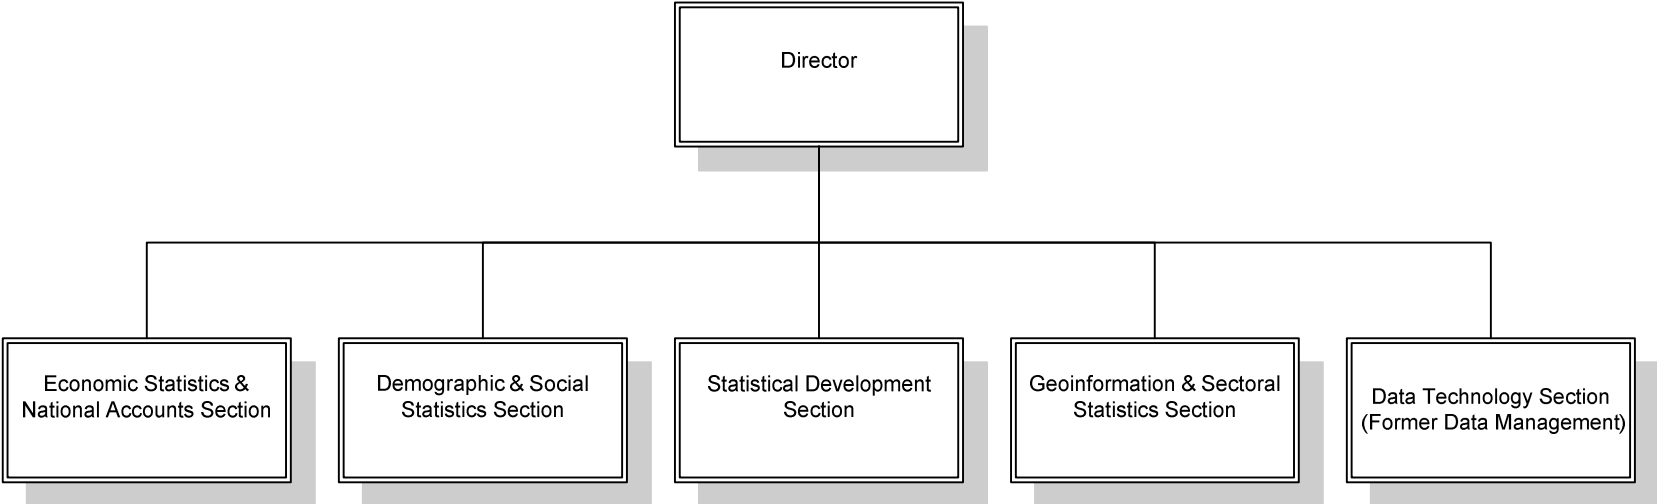 Director
Economic Statistics &
National Accounts Section
Demographic & Social
Statistics Section
Statistical Development
Section
Geoinformation & Sectoral
Statistics Section
Data Technology Section
(Former Data Management)